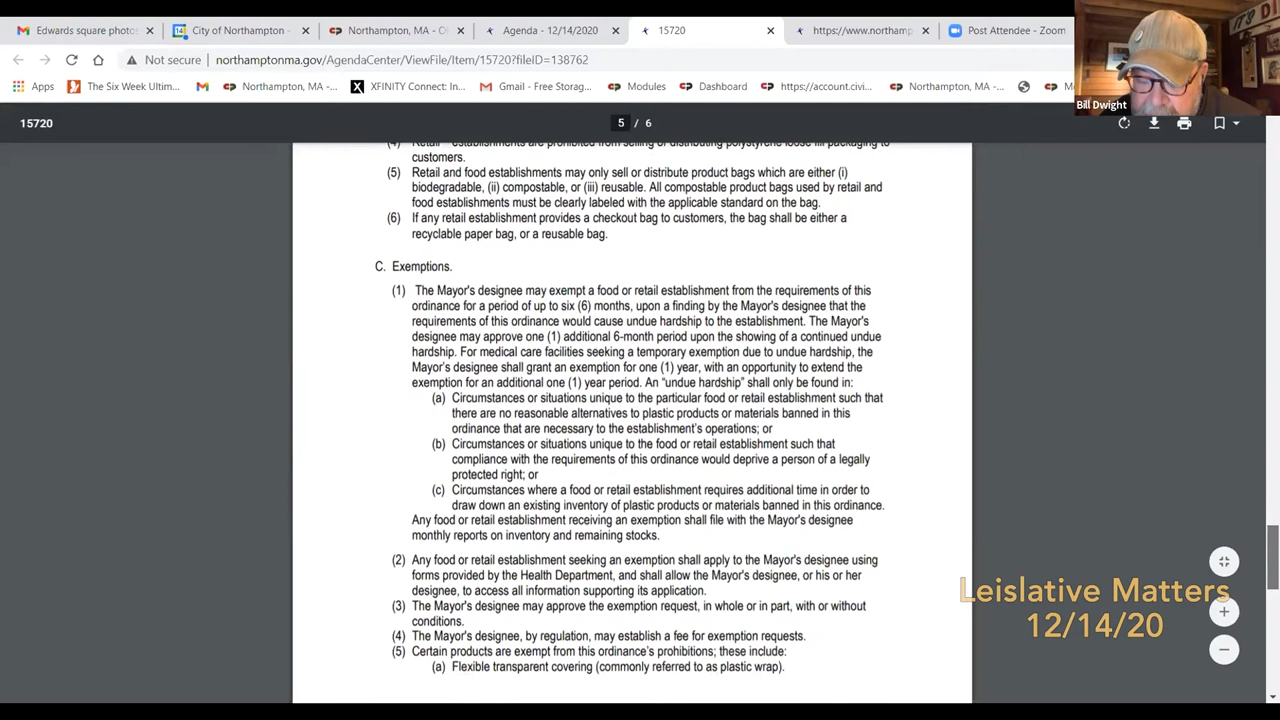 Edwards square photos
City of Northampton -
Northampton, MA - O
Agenda - 12/14/2020
15720
https://www.northamp
Post Attendee - Zoom
Not secure
northamptonma.gov/AgendaCenter/ViewFile/Item/15720?fileID=138762
Apps
The Six Week Ultim...
Northampton, MA -...
XFINITY Connect: In...
Gmail - Free Storag...
Modules
Dashboard
https://account.civi...
Northampton, MA -...
IT'S
Bill Dwight
15720
5 / 6
(4) Retail establishments are prohibited from selling or distributing polystyrene loose fill packaging to
customers.
(5) Retail and food establishments may only sell or distribute product bags which are either (i)
biodegradable, (ii) compostable, or (iii) reusable. All compostable product bags used by retail and
food establishments must be clearly labeled with the applicable standard on the bag.
(6) If any retail establishment provides a checkout bag to customers, the bag shall be either a
recyclable paper bag, or a reusable bag.
C. Exemptions.
(1) The Mayor's designee may exempt a food or retail establishment from the requirements of this
ordinance for a period of up to six (6) months, upon a finding by the Mayor's designee that the
requirements of this ordinance would cause undue hardship to the establishment. The Mayor's
designee may approve one (1) additional 6-month period upon the showing of a continued undue
hardship. For medical care facilities seeking a temporary exemption due to undue hardship, the
Mayor's designee shall grant an exemption for one (1) year, with an opportunity to extend the
exemption for an additional one (1) year period. An “undue hardship” shall only be found in:
(a) Circumstances or situations unique to the particular food or retail establishment such that
there are no reasonable alternatives to plastic products or materials banned in this
ordinance that are necessary to the establishment's operations; or
(b) Circumstances or situations unique to the food or retail establishment such that
compliance with the requirements of this ordinance would deprive a person of a legally
protected right; or
(c) Circumstances where a food or retail establishment requires additional time in order to
draw down an existing inventory of plastic products or materials banned in this ordinance.
Any food or retail establishment receiving an exemption shall file with the Mayor's designee
monthly reports on inventory and remaining stocks.
(2) Any food or retail establishment seeking an exemption shall apply to the Mayor's designee using
forms provided by the Health Department, and shall allow the Mayor's designee, or his or her
designee, to access all information supporting its application.
(3) The Mayor's designee may approve the exemption request, in whole or in part, with or without
conditions.
(4) The Mayor's designee, by regulation, may establish a fee for exemption requests.
(5) Certain products are exempt from this ordinance's prohibitions; these include:
(a) Flexible transparent covering (commonly referred to as plastic wrap).
Leislative Matters
12/14/20